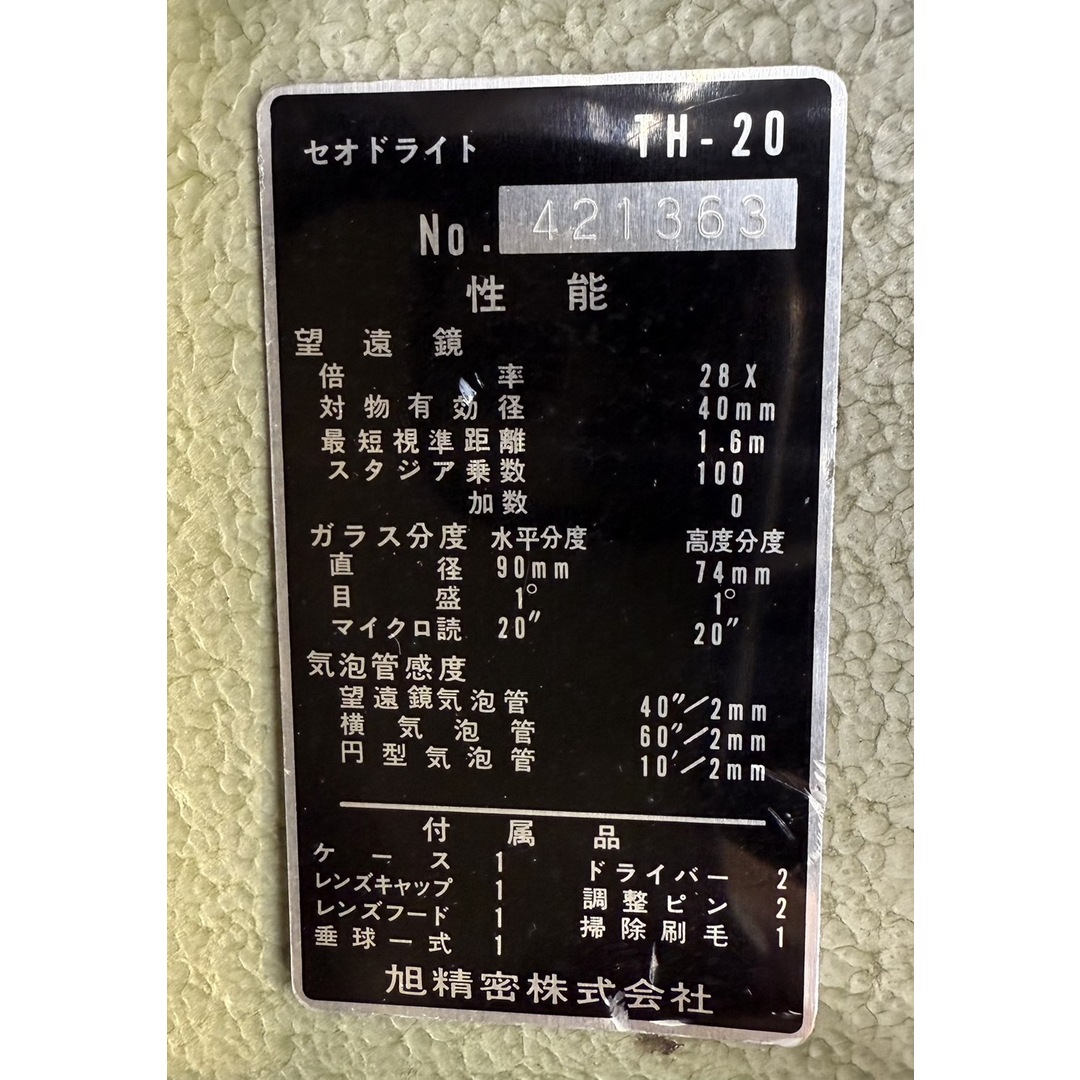 セオドライト TH-20
No. 421363
性 能
望遠鏡
倍 率 28X
対物有効径 40mm
最短視準距離 1.6m
スタジア乗数 100
加数 0
ガラス分度 水平分度 高度分度
直 径 90mm 74mm
目 盛 1° 1°
マイクロ読 20″ 20″
気泡管感度
望遠鏡気泡管 40″/2mm
横気泡管 60″/2mm
円型気泡管 10′/2mm
付属品
ケース 1 ドライバー 2
レンズキャップ 1 調整ピン 2
レンズフード 1 掃除刷毛 1
垂球一式 1
旭精密株式会社